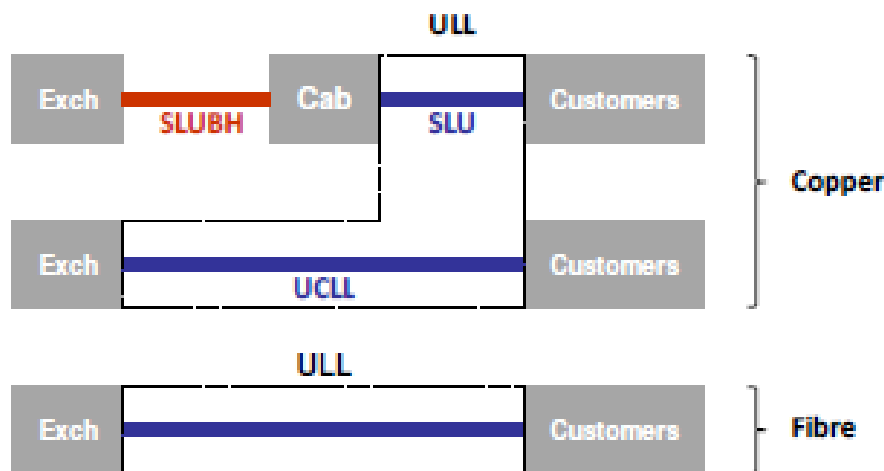 ULL
Exch
Cab
Customers
SLUBH
SLU
Copper
Exch
Customers
UCLL
ULL
Exch
Customers
Fibre